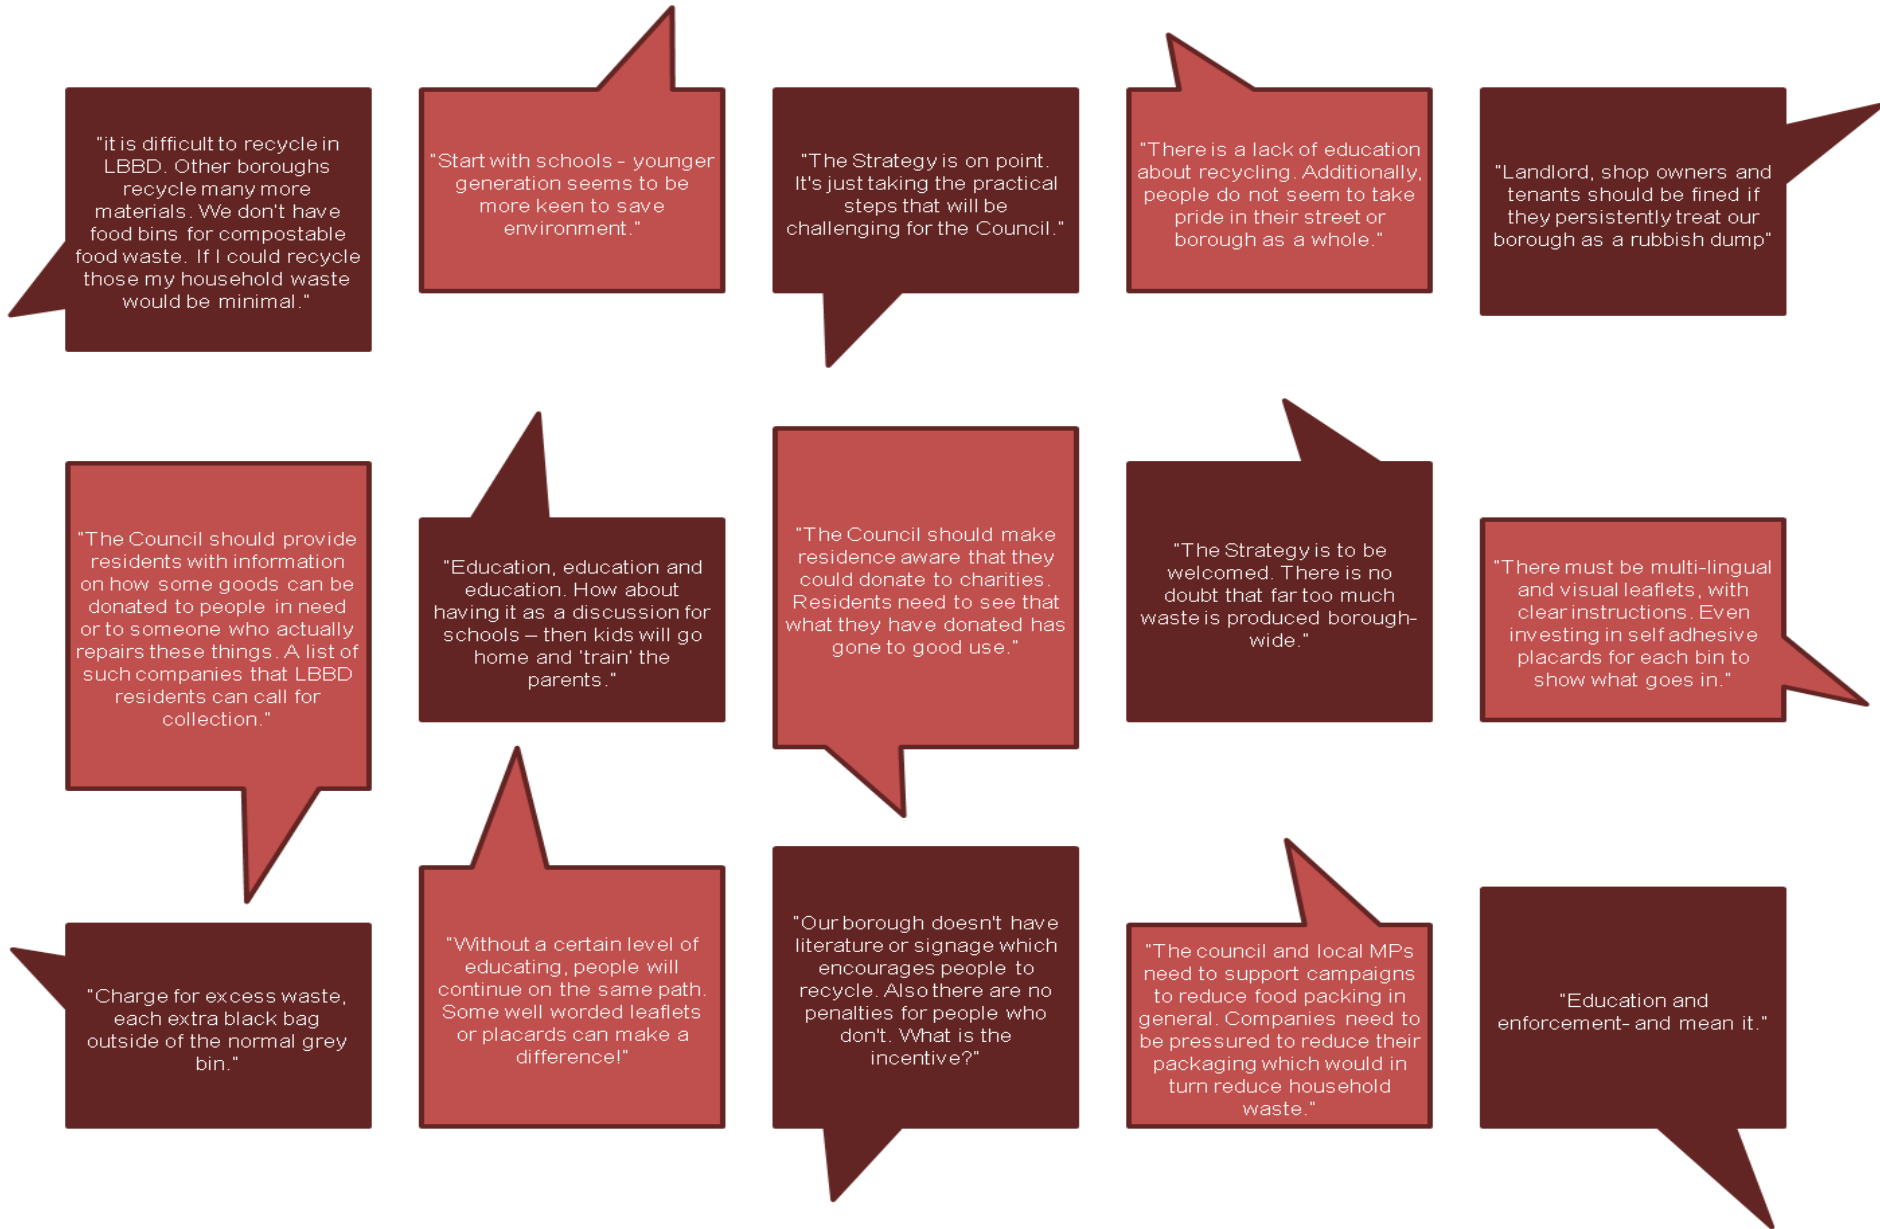 "it is difficult to recycle in
LBBD. Other boroughs
recycle many more
materials. We don't have
food bins for compostable
food waste. If I could recycle
those my household waste
would be minimal."
"Start with schools - younger
generation seems to be
more keen to save
environment."
"The Strategy is on point.
It's just taking the practical
steps that will be
challenging for the Council."
"There is a lack of education
about recycling. Additionally,
people do not seem to take
pride in their street or
borough as a whole."
"Landlord, shop owners and
tenants should be fined if
they persistently treat our
borough as a rubbish dump"
"The Council should provide
residents with information
on how some goods can be
donated to people in need
or to someone who actually
repairs these things. A list of
such companies that LBBD
residents can call for
collection."
"Education, education and
education. How about
having it as a discussion for
schools – then kids will go
home and 'train' the
parents."
"The Council should make
residence aware that they
could donate to charities.
Residents need to see that
what they have donated has
gone to good use."
"The Strategy is to be
welcomed. There is no
doubt that far too much
waste is produced borough-
wide."
"There must be multi-lingual
and visual leaflets, with
clear instructions. Even
investing in self adhesive
placards for each bin to
show what goes in."
"Charge for excess waste,
each extra black bag
outside of the normal grey
bin."
"Without a certain level of
educating, people will
continue on the same path.
Some well worded leaflets
or placards can make a
difference!"
"Our borough doesn't have
literature or signage which
encourages people to
recycle. Also there are no
penalties for people who
don't. What is the
incentive?"
"The council and local MPs
need to support campaigns
to reduce food packing in
general. Companies need to
be pressured to reduce their
packaging which would in
turn reduce household
waste."
"Education and
enforcement- and mean it."